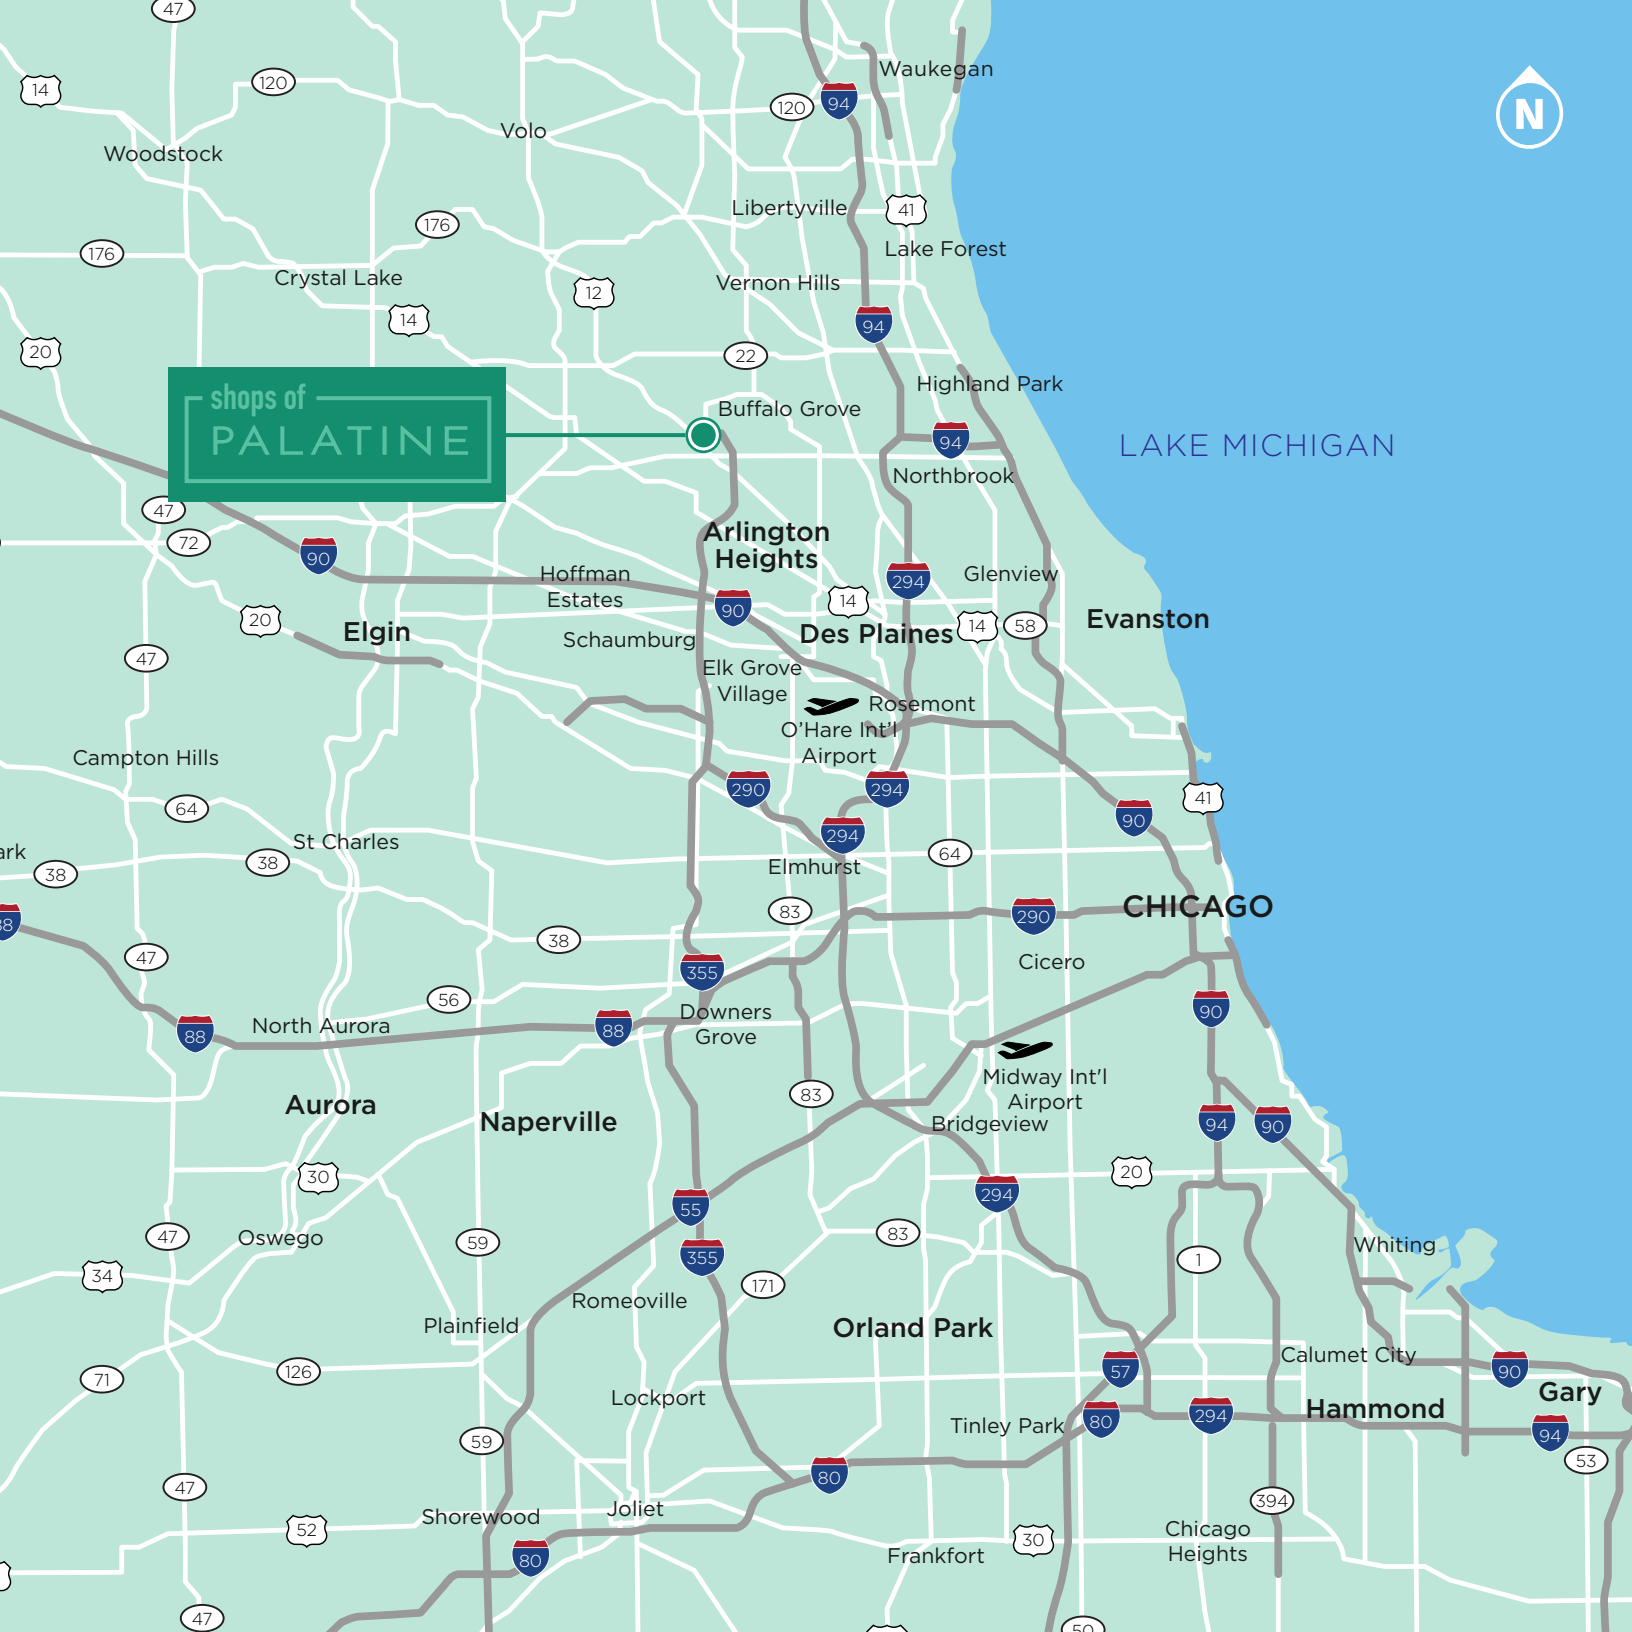 47
14
120
Waukegan
94
120
N
Volo
Woodstock
Libertyville
41
176
Lake Forest
176
Crystal Lake
Vernon Hills
12
14
94
20
22
Highland Park
shops of
PALATINE
Buffalo Grove
94
LAKE MICHIGAN
Northbrook
47
72
Arlington
Heights
90
Hoffman
Estates
294
Glenview
14
90
20
Elgin
Schaumburg
Des Plaines
14
58
Evanston
47
Elk Grove
Village
Rosemont
O'Hare Int'l
Airport
Campton Hills
290
294
41
64
90
294
St Charles
ark
38
38
64
Elmhurst
88
83
290
CHICAGO
38
47
Cicero
355
56
90
Downers
Grove
88
North Aurora
88
Midway Int'l
Airport
83
Aurora
Naperville
Bridgeview
94
90
30
20
294
55
47
Oswego
59
83
Whiting
355
1
34
171
Romeoville
Plainfield
Orland Park
Calumet City
126
71
57
90
Gary
Lockport
Hammond
Tinley Park
80
294
94
59
53
80
47
394
Shorewood
Joliet
52
Chicago
Heights
30
Frankfort
80
47
50